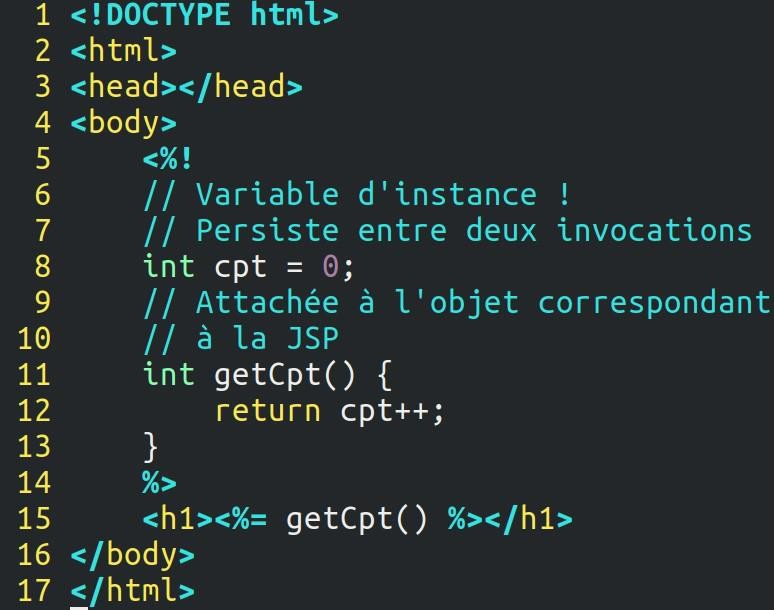 1 <!DOCTYPE html>
2 <html>
3 <head></head>
4 <body>
5     <%!
6     // Variable d'instance !
7     // Persiste entre deux invocations
8     int cpt = 0;
9     // Attachée à l'objet correspondant
10     // à la JSP
11     int getCpt() {
12         return cpt++;
13     }
14     %>
15     <h1><%= getCpt() %></h1>
16 </body>
17 </html>